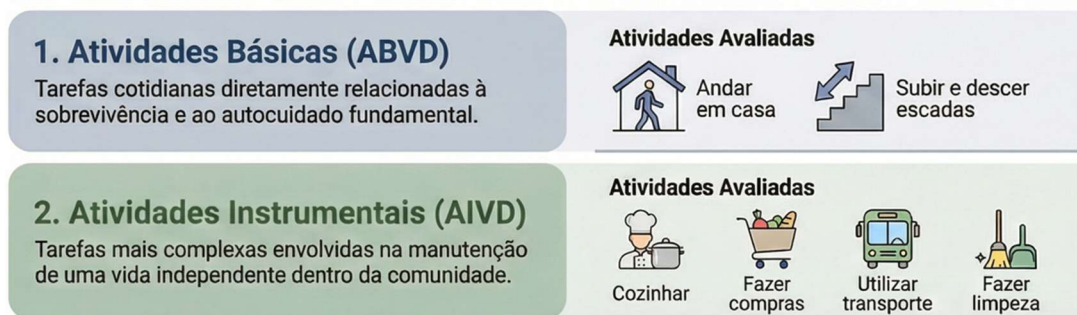 1. Atividades Básicas (ABVD)
Tarefas cotidianas diretamente relacionadas à
sobrevivência e ao autocuidado fundamental.
Atividades Avaliadas
Andar
em casa
Subir e descer
escadas
2. Atividades Instrumentais (AIVD)
Tarefas mais complexas envolvidas na manutenção
de uma vida independente dentro da comunidade.
Atividades Avaliadas
Cozinhar
Fazer
compras
Utilizar
transporte
Fazer
limpeza